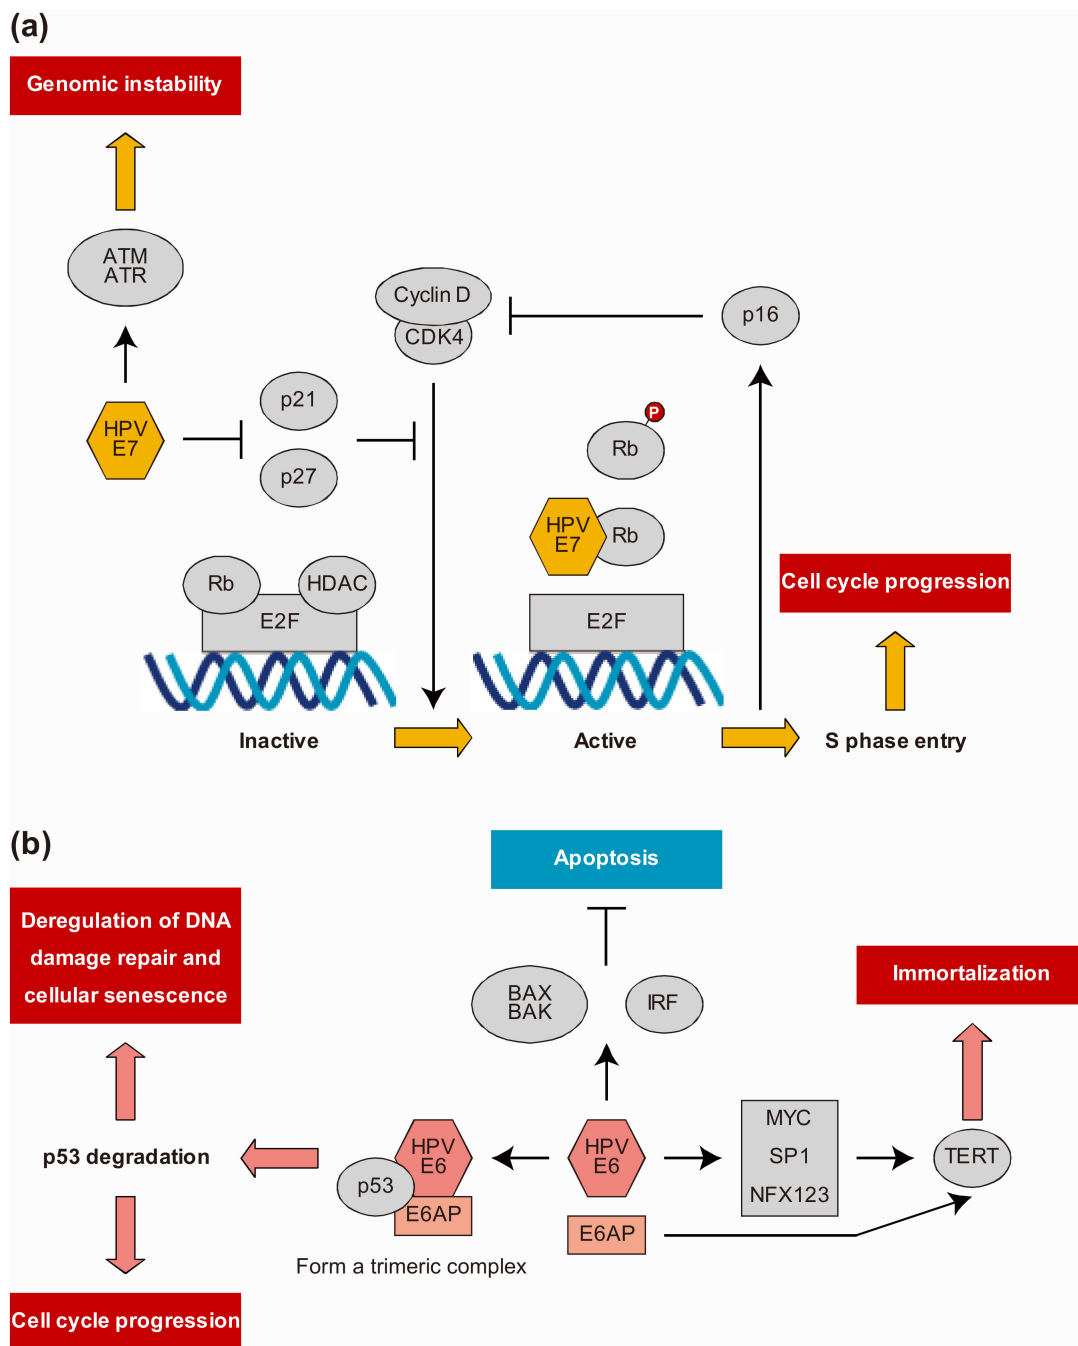 (a)
Genomic instability
ATM
ATR
Cyclin D
CDK4
p16
HPV
E7
p21
p27
P
Rb
HPV
E7
Rb
Rb
HDAC
E2F
E2F
Cell cycle progression
Inactive
Active
S phase entry
(b)
Apoptosis
Deregulation of DNA
damage repair and
cellular senescence
BAX
BAK
IRF
Immortalization
p53 degradation
HPV
E6
p53
E6AP
HPV
E6
E6AP
MYC
SP1
NFX123
TERT
Form a trimeric complex
Cell cycle progression